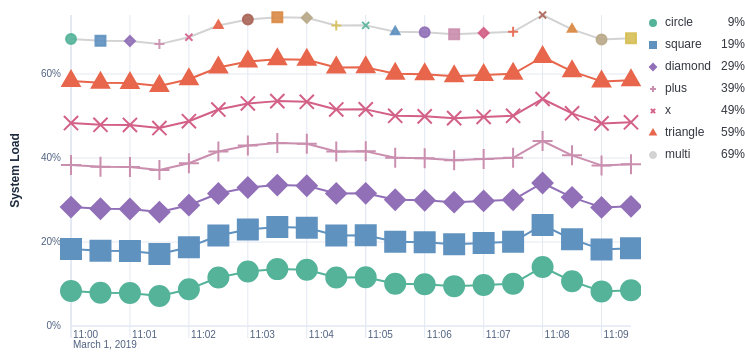 circle 9%
square 19%
diamond 29%
plus 39%
x 49%
triangle 59%
multi 69%
System Load
60%
40%
20%
0%
11:00 11:01 11:02 11:03 11:04 11:05 11:06 11:07 11:08 11:09
March 1, 2019